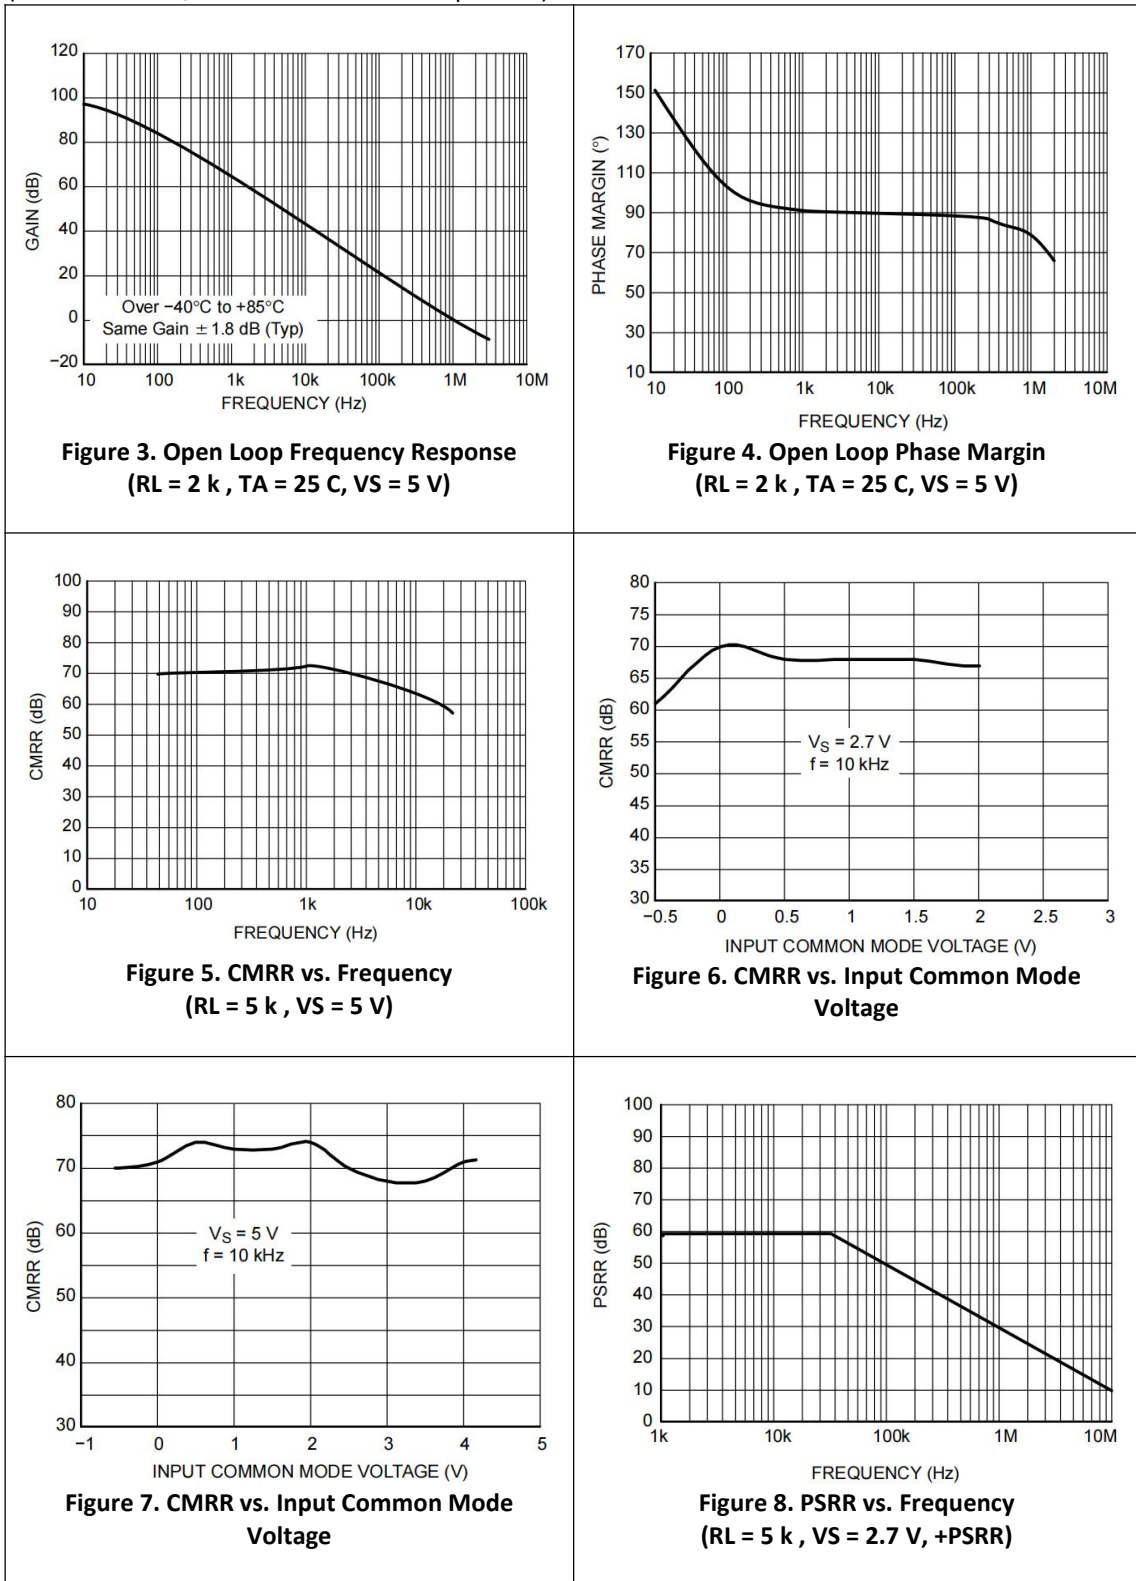 120
100
80
60
40
20
0
−20
GAIN (dB)
Over −40°C to +85°C
Same Gain ± 1.8 dB (Typ)
10 100 1k 10k 100k 1M 10M
FREQUENCY (Hz)
Figure 3. Open Loop Frequency Response
(RL = 2 k , TA = 25 C, VS = 5 V)
170
150
130
110
90
70
50
30
10
PHASE MARGIN (°)
10 100 1k 10k 100k 1M 10M
FREQUENCY (Hz)
Figure 4. Open Loop Phase Margin
(RL = 2 k , TA = 25 C, VS = 5 V)
100
90
80
70
60
50
40
30
20
10
0
CMRR (dB)
10 100 1k 10k 100k
FREQUENCY (Hz)
Figure 5. CMRR vs. Frequency
(RL = 5 k , VS = 5 V)
80
75
70
65
60
55
50
45
40
35
30
CMRR (dB)
VS = 2.7 V
f = 10 kHz
−0.5 0 0.5 1 1.5 2 2.5 3
INPUT COMMON MODE VOLTAGE (V)
Figure 6. CMRR vs. Input Common Mode
Voltage
80
70
60
50
40
30
CMRR (dB)
VS = 5 V
f = 10 kHz
−1 0 1 2 3 4 5
INPUT COMMON MODE VOLTAGE (V)
Figure 7. CMRR vs. Input Common Mode
Voltage
100
90
80
70
60
50
40
30
20
10
0
PSRR (dB)
1k 10k 100k 1M 10M
FREQUENCY (Hz)
Figure 8. PSRR vs. Frequency
(RL = 5 k , VS = 2.7 V, +PSRR)